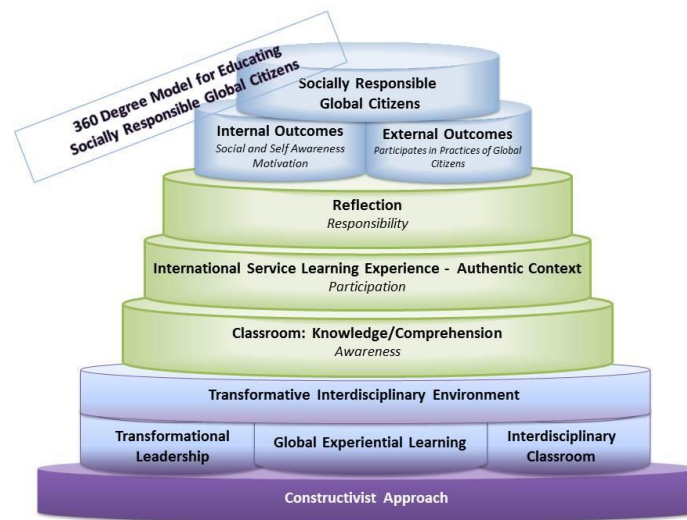 360 Degree Model for Educating
Socially Responsible Global Citizens
Socially Responsible
Global Citizens
Internal Outcomes
Social and Self Awareness
Motivation
External Outcomes
Participates in Practices of Global
Citizens
Reflection
Responsibility
International Service Learning Experience - Authentic Context
Participation
Classroom: Knowledge/Comprehension
Awareness
Transformative Interdisciplinary Environment
Transformational
Leadership
Global Experiential Learning
Interdisciplinary
Classroom
Constructivist Approach